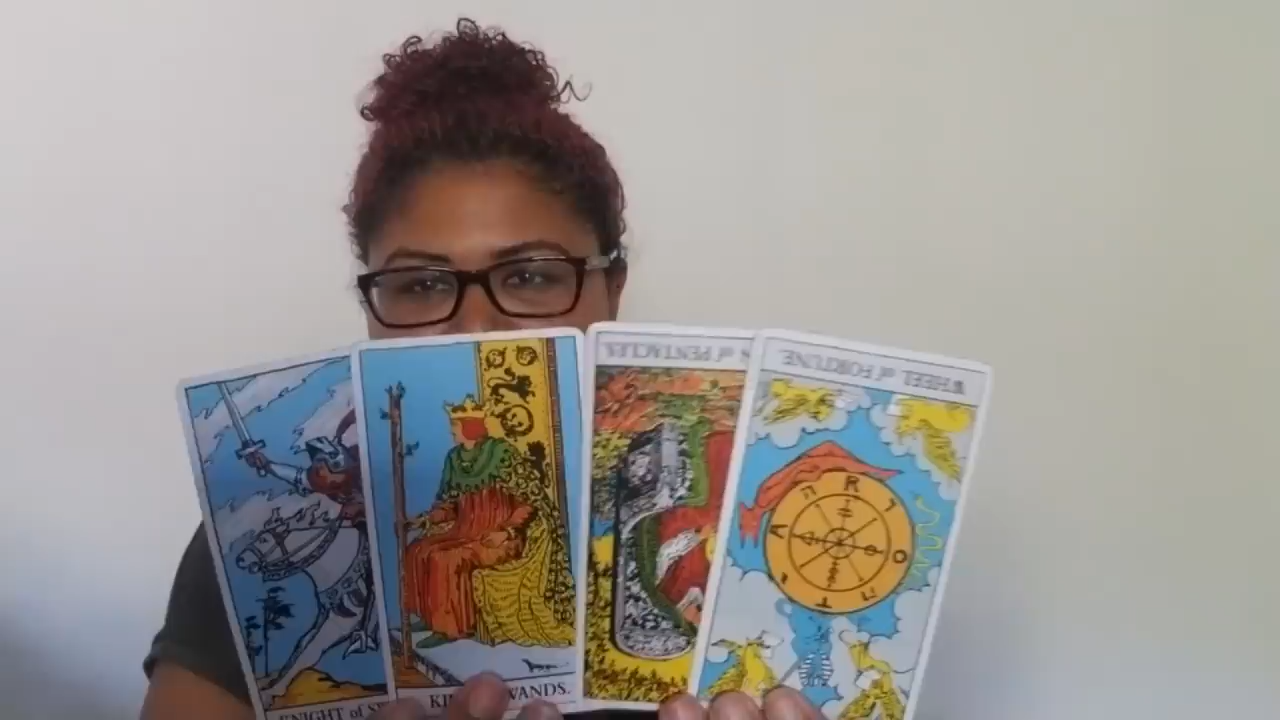 KNIGHT of
WANDS.
of PENTACLES.
WHEEL of FORTUNE.